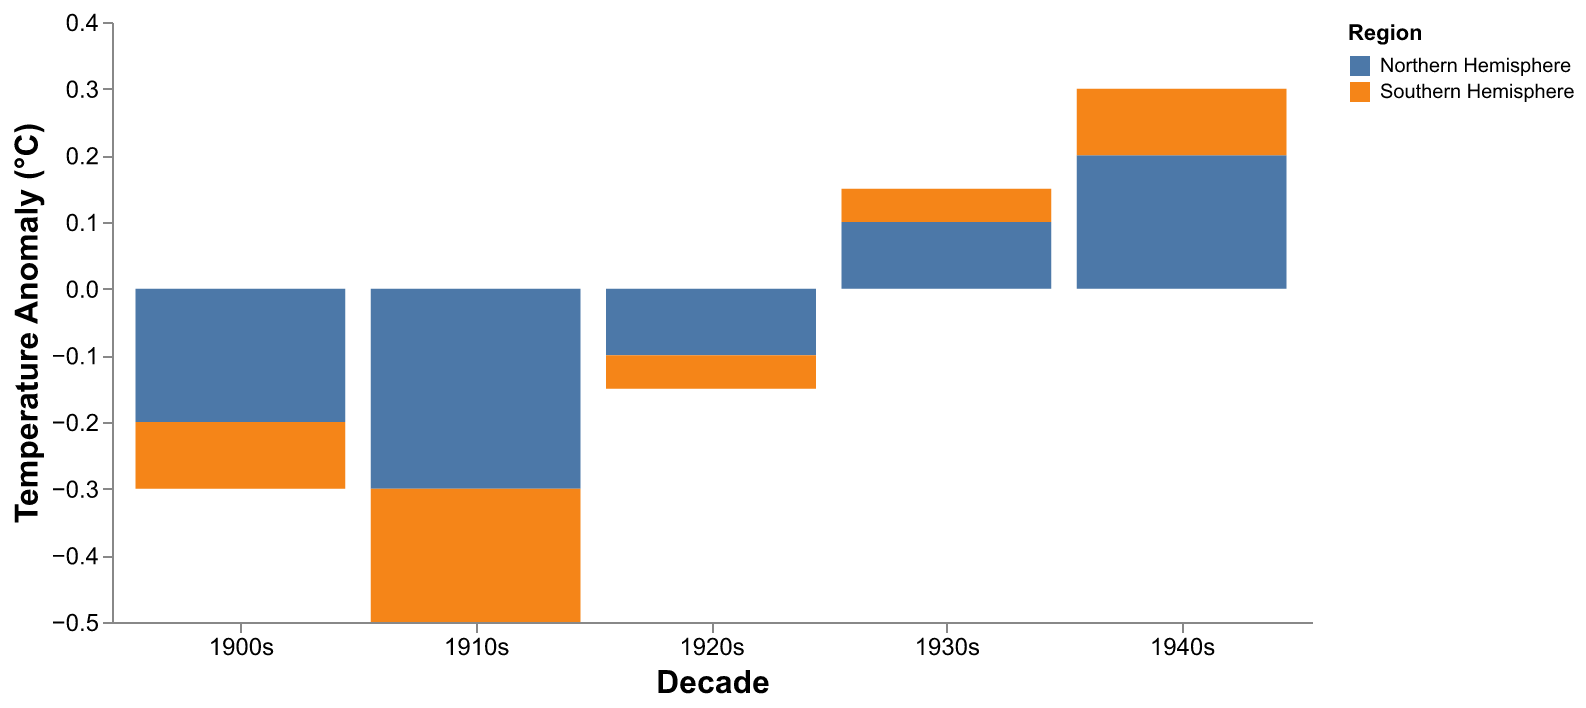 Region
Northern Hemisphere
Southern Hemisphere
Temperature Anomaly (°C)
0.4
0.3
0.2
0.1
0.0
−0.1
−0.2
−0.3
−0.4
−0.5
1900s
1910s
1920s
1930s
1940s
Decade